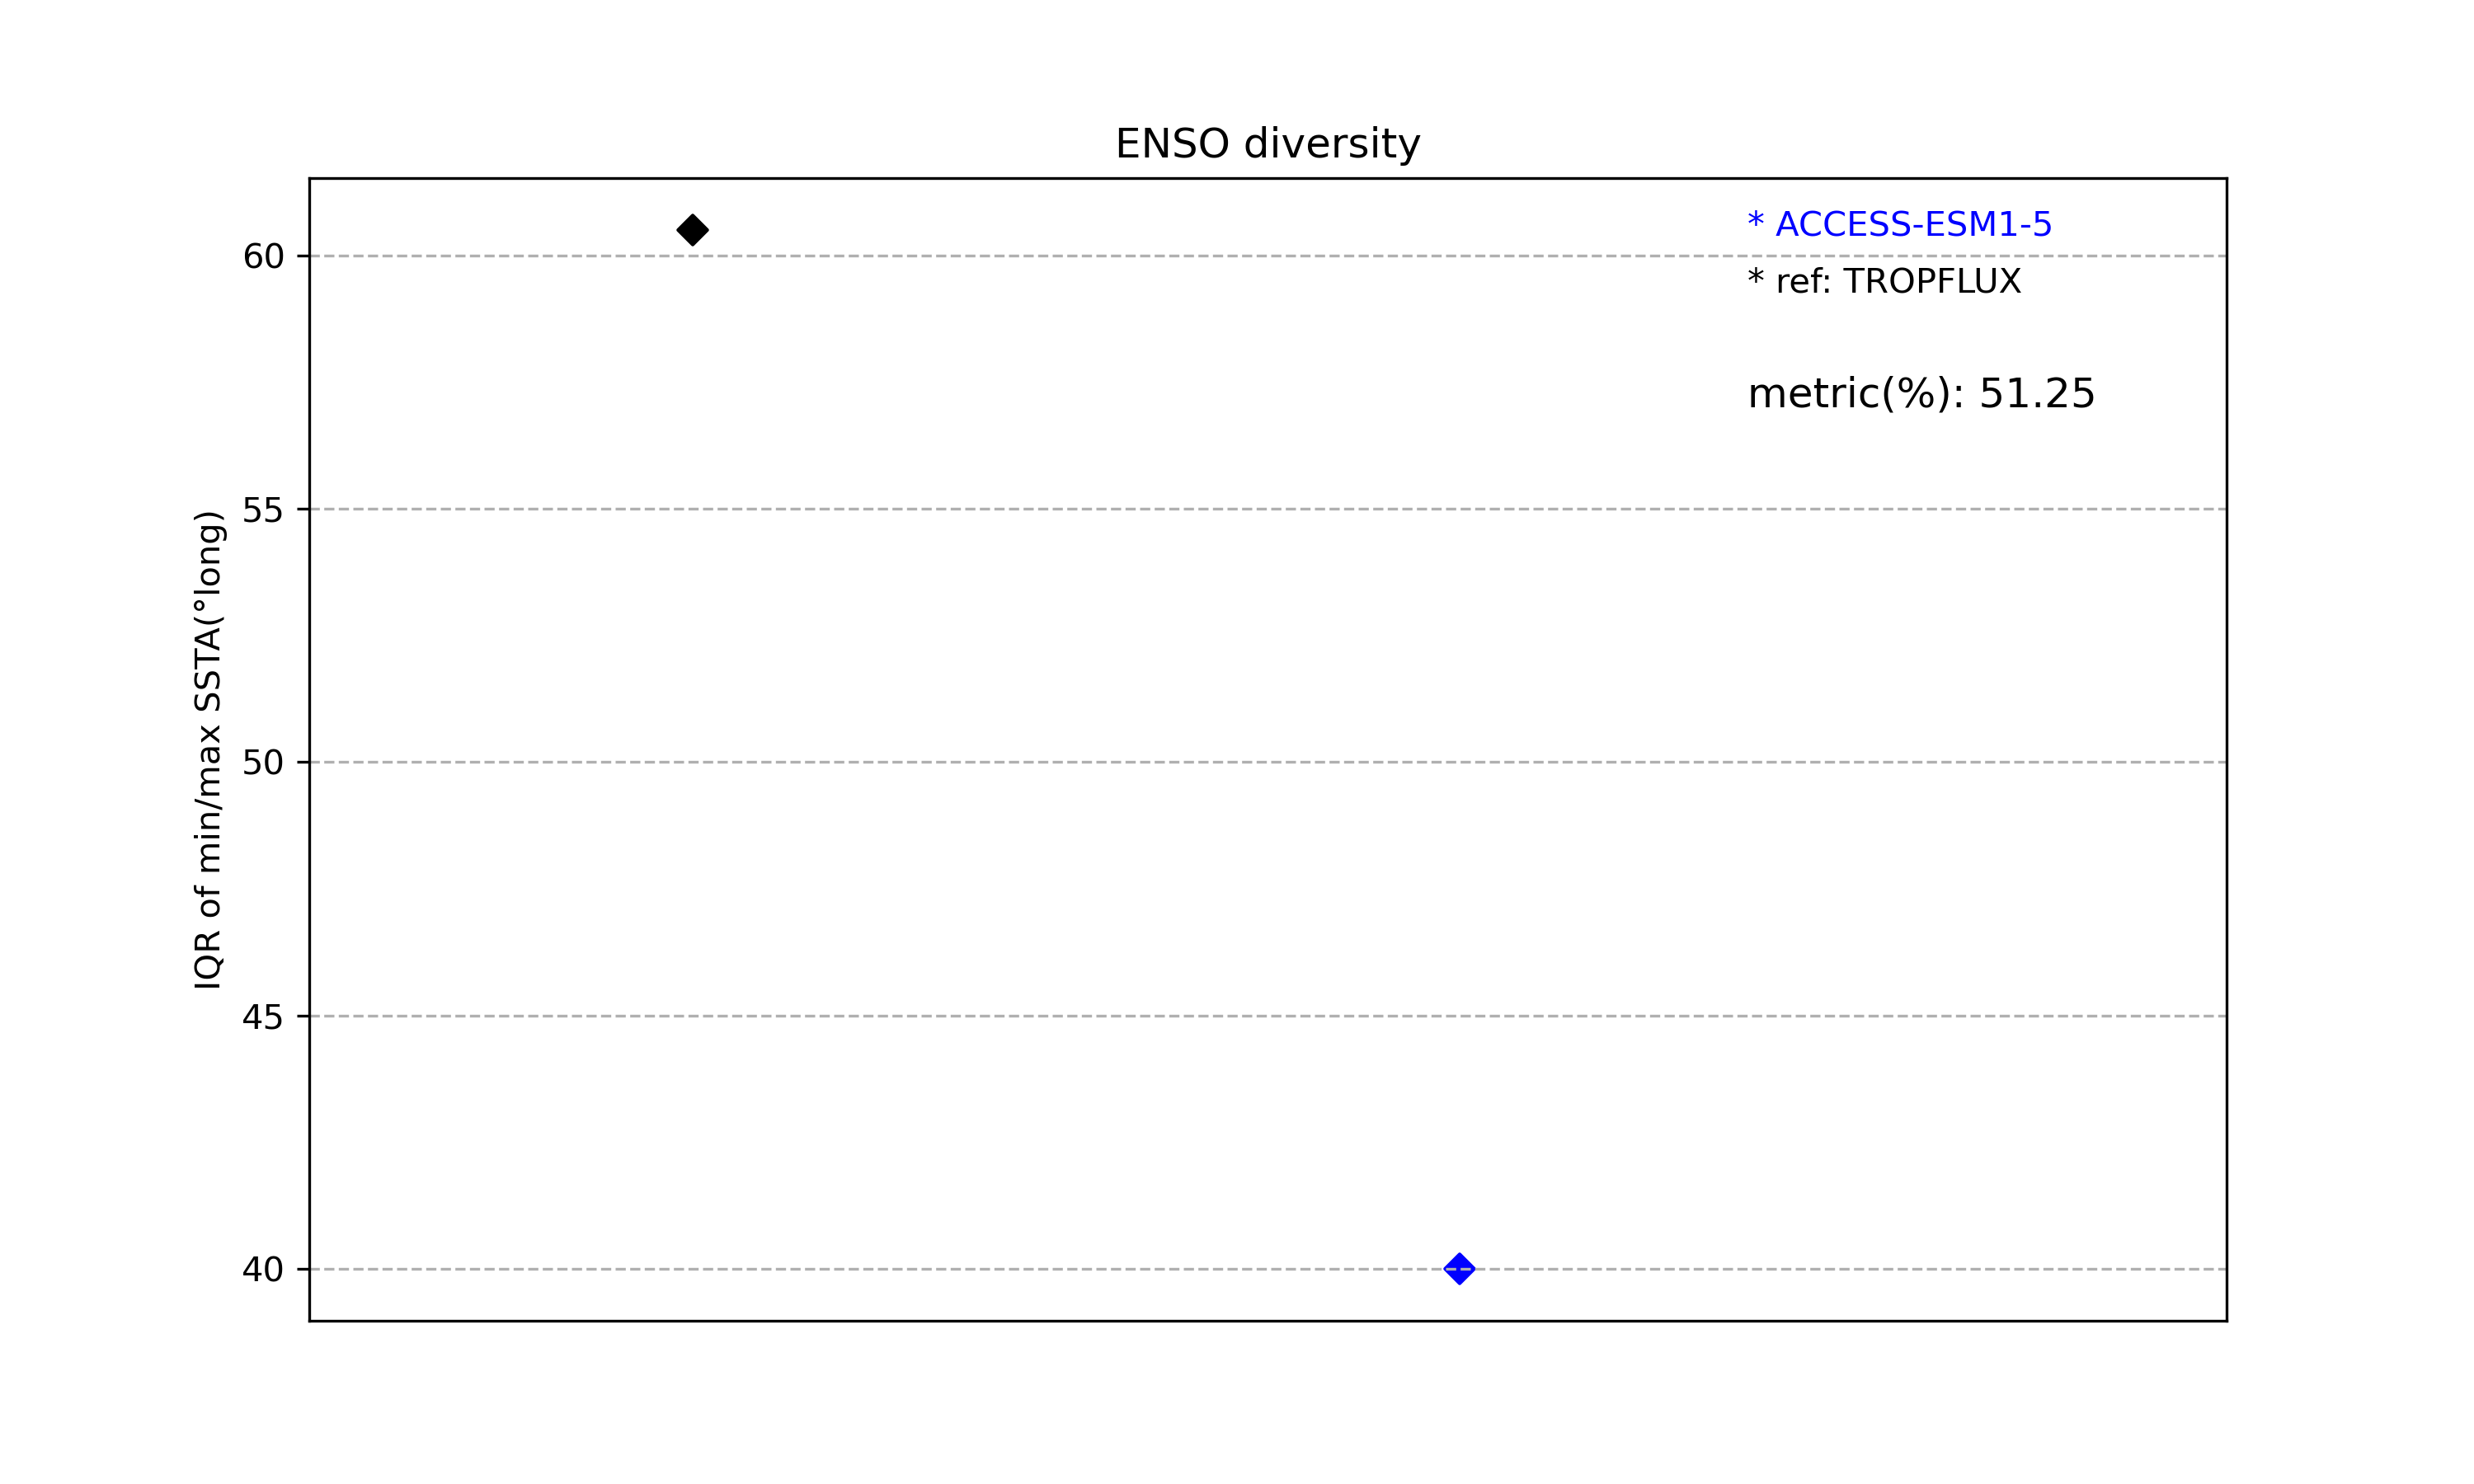 ENSO diversity
* ACCESS-ESM1-5
* ref: TROPFLUX
metric(%): 51.25
IQR of min/max SSTA(°long)
60
55
50
45
40